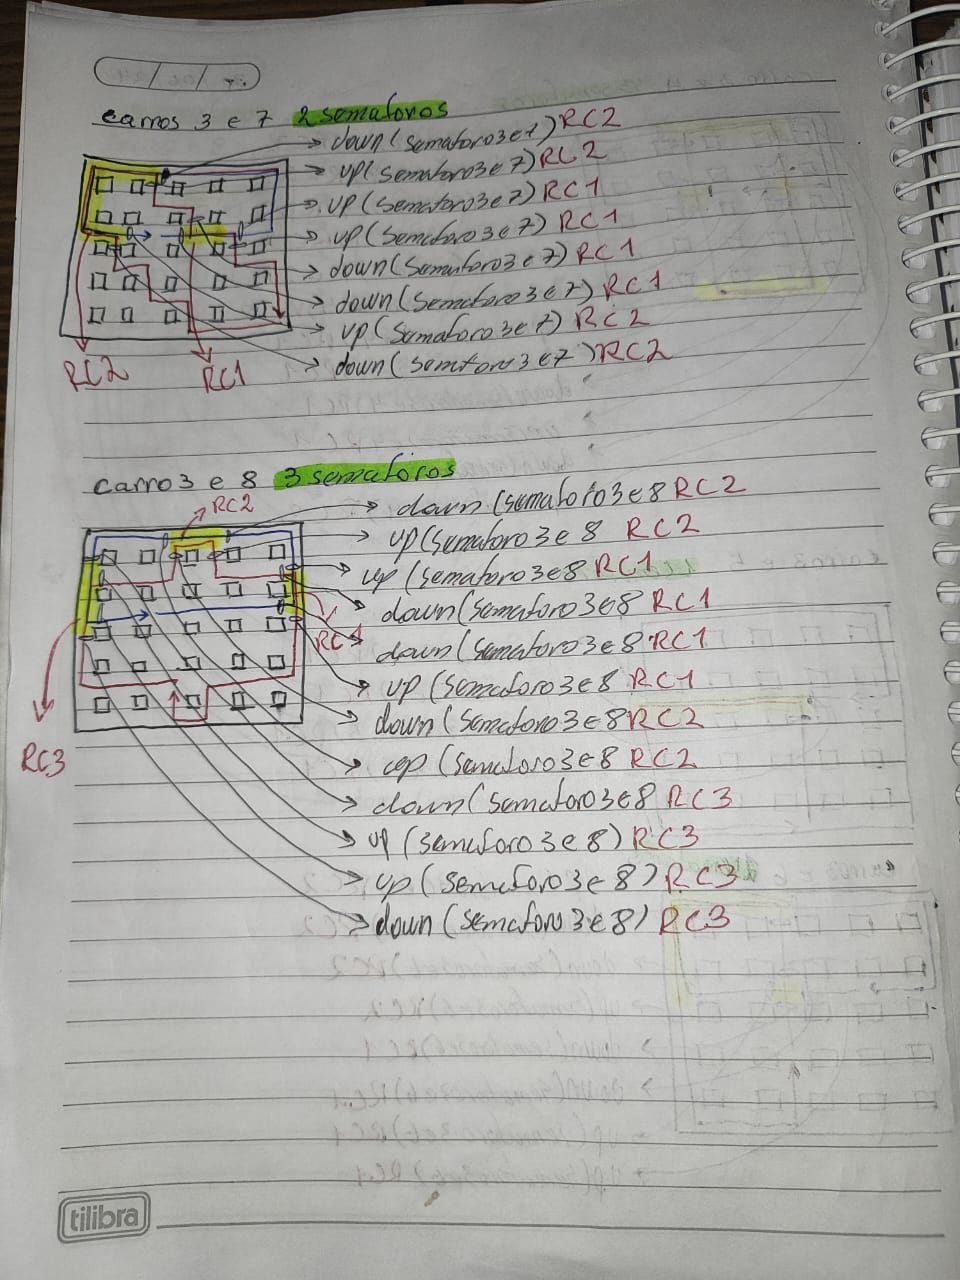 carros 3 e 7 2 semaforos
down(semaforo3e7)RC2
up(semaforo3e7)RC2
up(semaforo3e7)RC1
up(semaforo3e7)RC1
down(semaforo3e7)RC1
down(semaforo3e7)RC1
up(semaforo3e7)RC2
down(semaforo3e7)RC2
RC2 RC1
carro 3 e 8 3 semaforos
RC2
down(semaforo3e8 RC2
up(semaforo3e8 RC2
up(semaforo3e8 RC1
down(semaforo3e8 RC1
RC1
down(semaforo3e8 RC1
up(semaforo3e8 RC1
down(semaforo3e8 RC2
RC3
up(semaforo3e8 RC2
down(semaforo3e8 RC3
up(semaforo3e8)RC3
up(semaforo3e8)RC3
down(semaforo3e8)RC3
tilibra